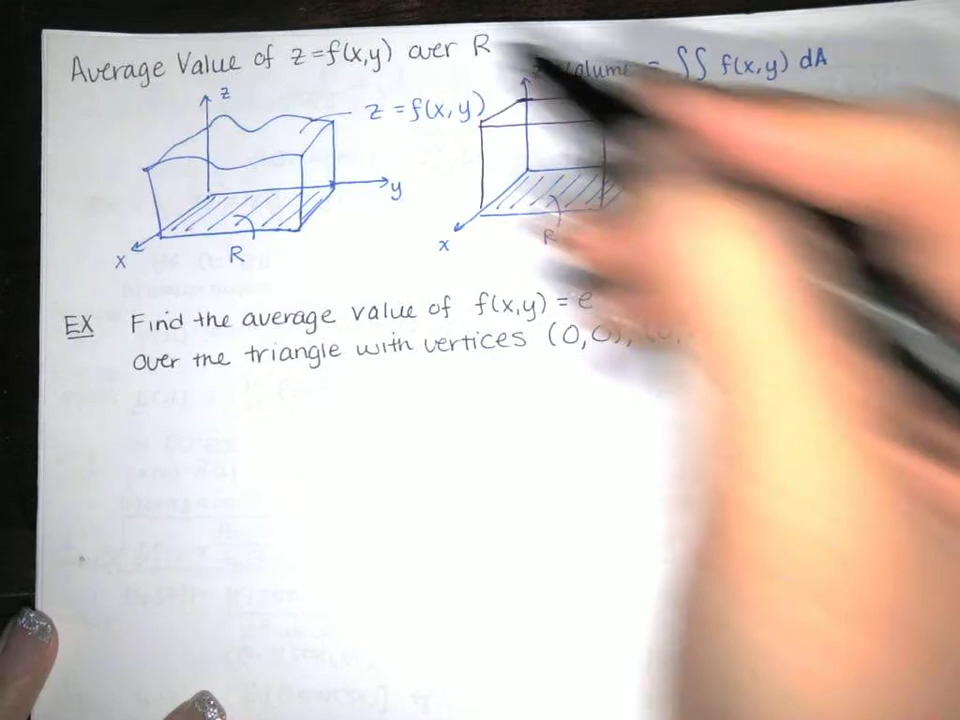 Average Value of z=f(x,y) over R
Volume = ∫∫ f(x,y) dA
z
z = f(x,y)
y
x
R
x
R
EX Find the average value of f(x,y) = e
over the triangle with vertices (0,0),